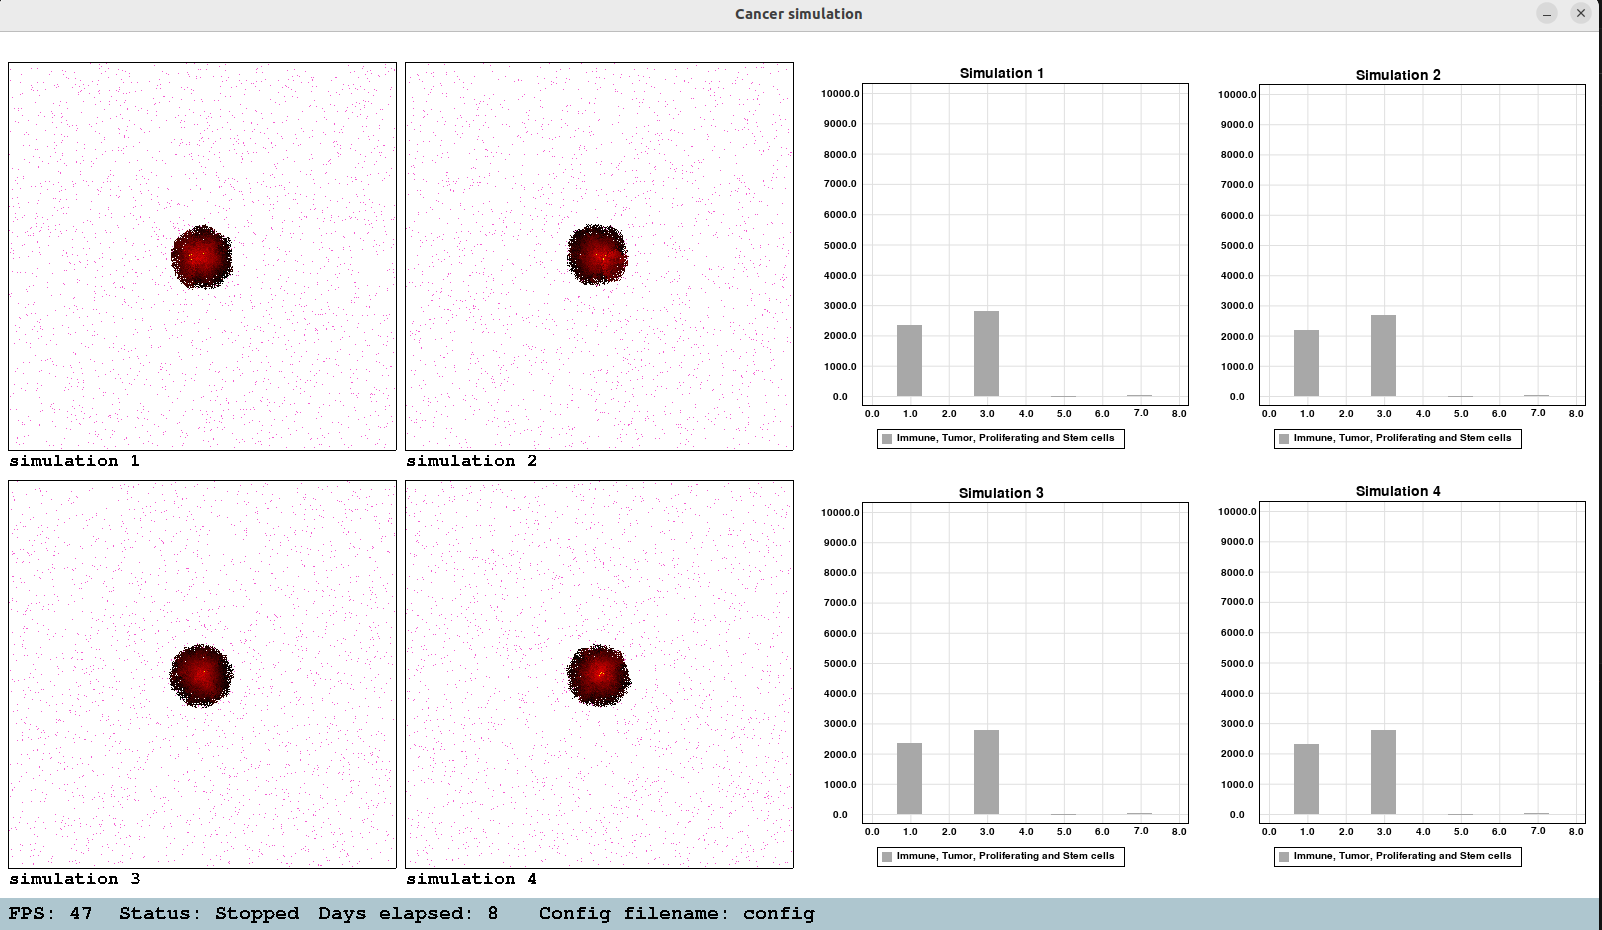 Cancer simulation
simulation 1
simulation 2
Simulation 1
10000.0
9000.0
8000.0
7000.0
6000.0
5000.0
4000.0
3000.0
2000.0
1000.0
0.0
0.0 1.0 2.0 3.0 4.0 5.0 6.0 7.0 8.0
Immune, Tumor, Proliferating and Stem cells
Simulation 2
10000.0
9000.0
8000.0
7000.0
6000.0
5000.0
4000.0
3000.0
2000.0
1000.0
0.0
0.0 1.0 2.0 3.0 4.0 5.0 6.0 7.0 8.0
Immune, Tumor, Proliferating and Stem cells
simulation 3
simulation 4
Simulation 3
10000.0
9000.0
8000.0
7000.0
6000.0
5000.0
4000.0
3000.0
2000.0
1000.0
0.0
0.0 1.0 2.0 3.0 4.0 5.0 6.0 7.0 8.0
Immune, Tumor, Proliferating and Stem cells
Simulation 4
10000.0
9000.0
8000.0
7000.0
6000.0
5000.0
4000.0
3000.0
2000.0
1000.0
0.0
0.0 1.0 2.0 3.0 4.0 5.0 6.0 7.0 8.0
Immune, Tumor, Proliferating and Stem cells
FPS: 47 Status: Stopped Days elapsed: 8 Config filename: config